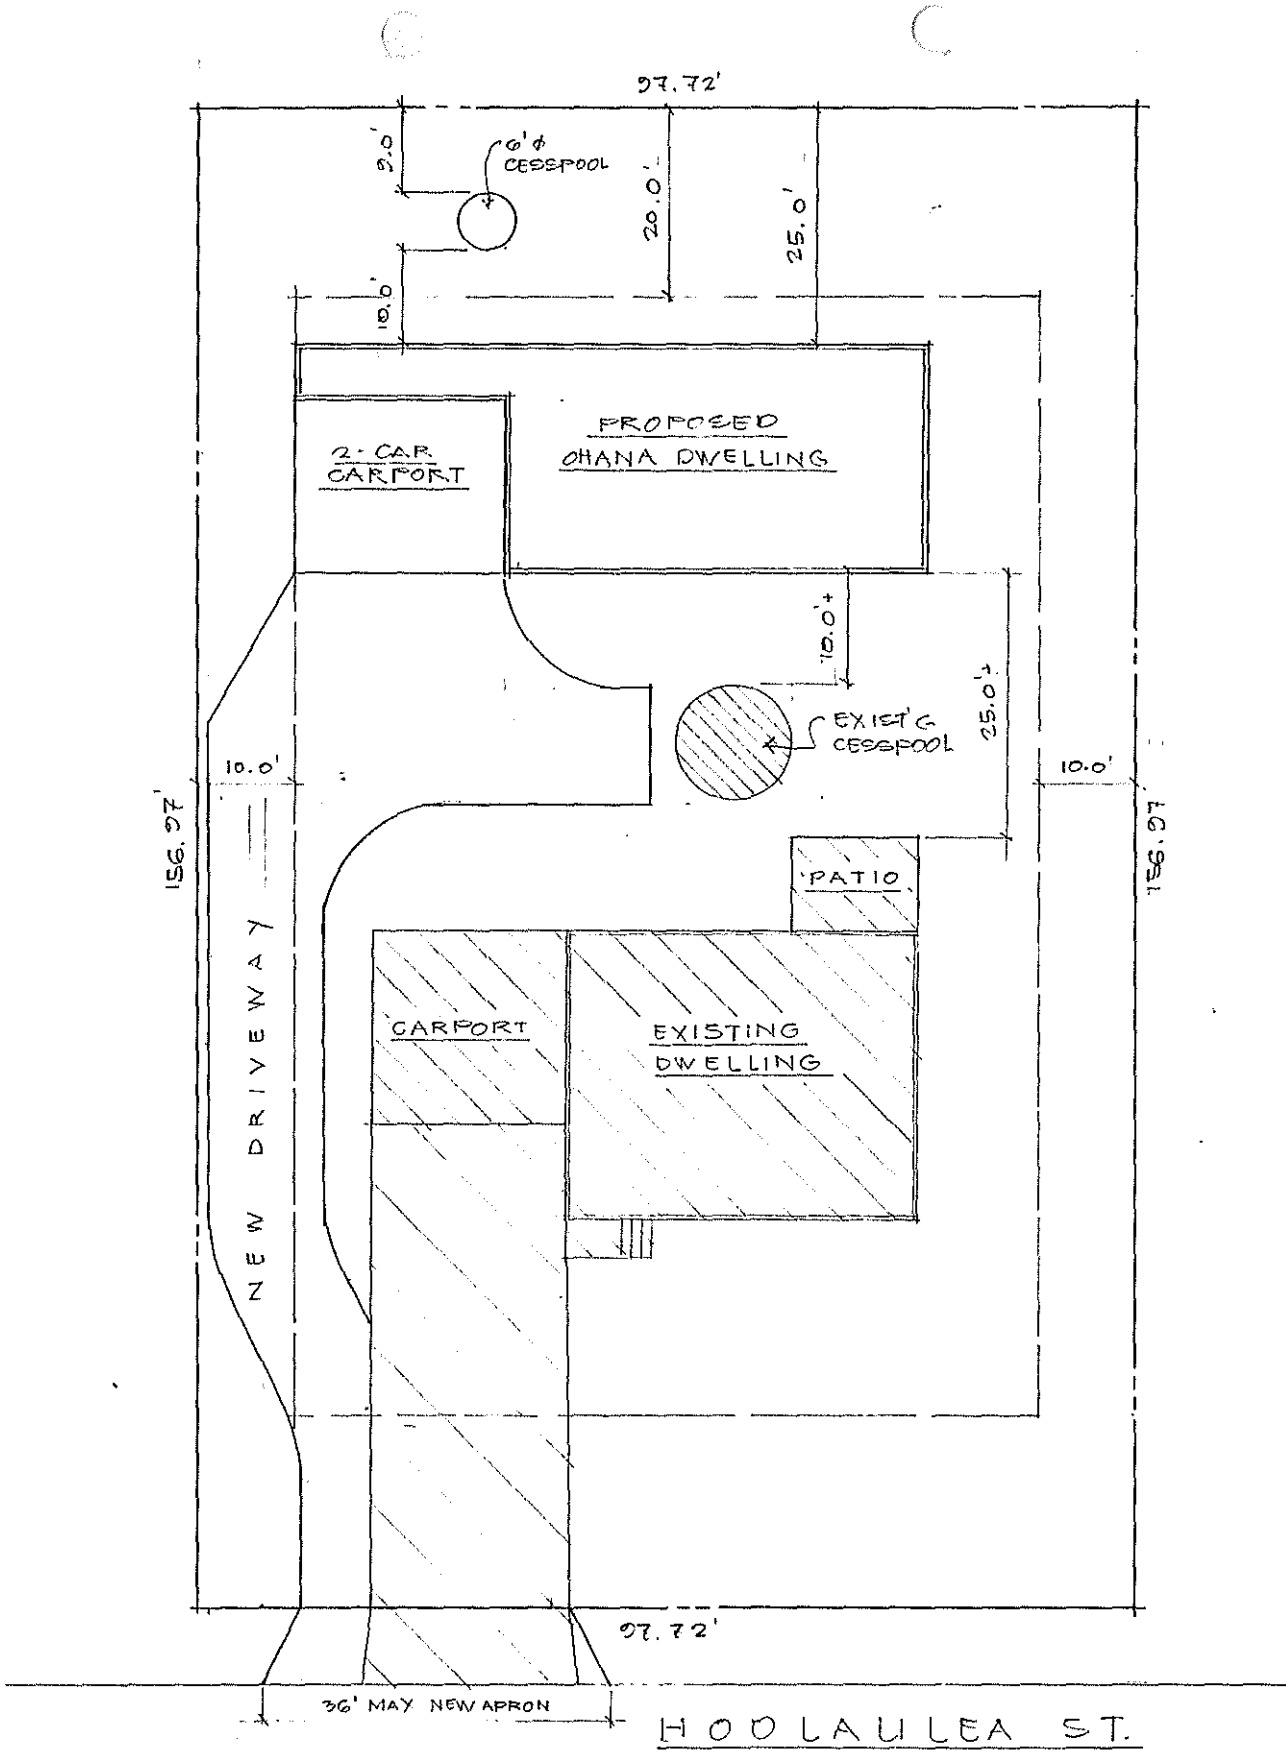 97.72'
9.0'
6'⌀
CESSPOOL
20.0'
25.0'
10.0'
PROPOSED
OHANA DWELLING
2-CAR
CARPORT
10.0'+
25.0'+
EXIST'G
CESSPOOL
10.0'
10.0'
156.97'
156.97
PATIO
NEW DRIVEWAY
CARPORT
EXISTING
DWELLING
97.72'
36' MAY NEW APRON
HOOLAULEA ST.